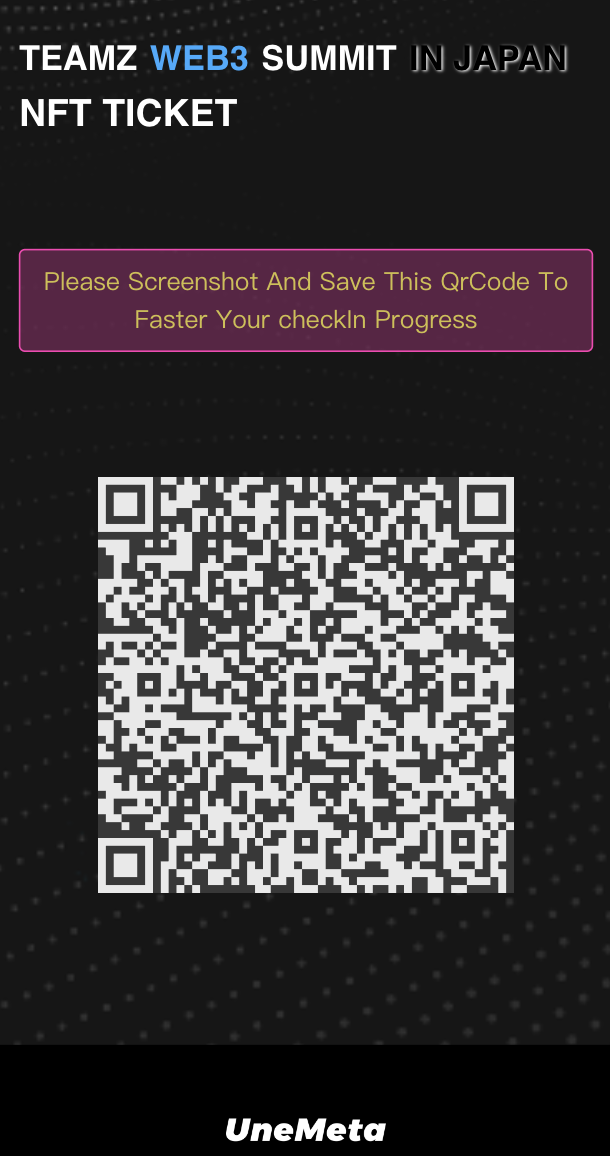 TEAMZ WEB3 SUMMIT IN JAPAN
NFT TICKET
Please Screenshot And Save This QrCode To
Faster Your checkIn Progress
UneMeta